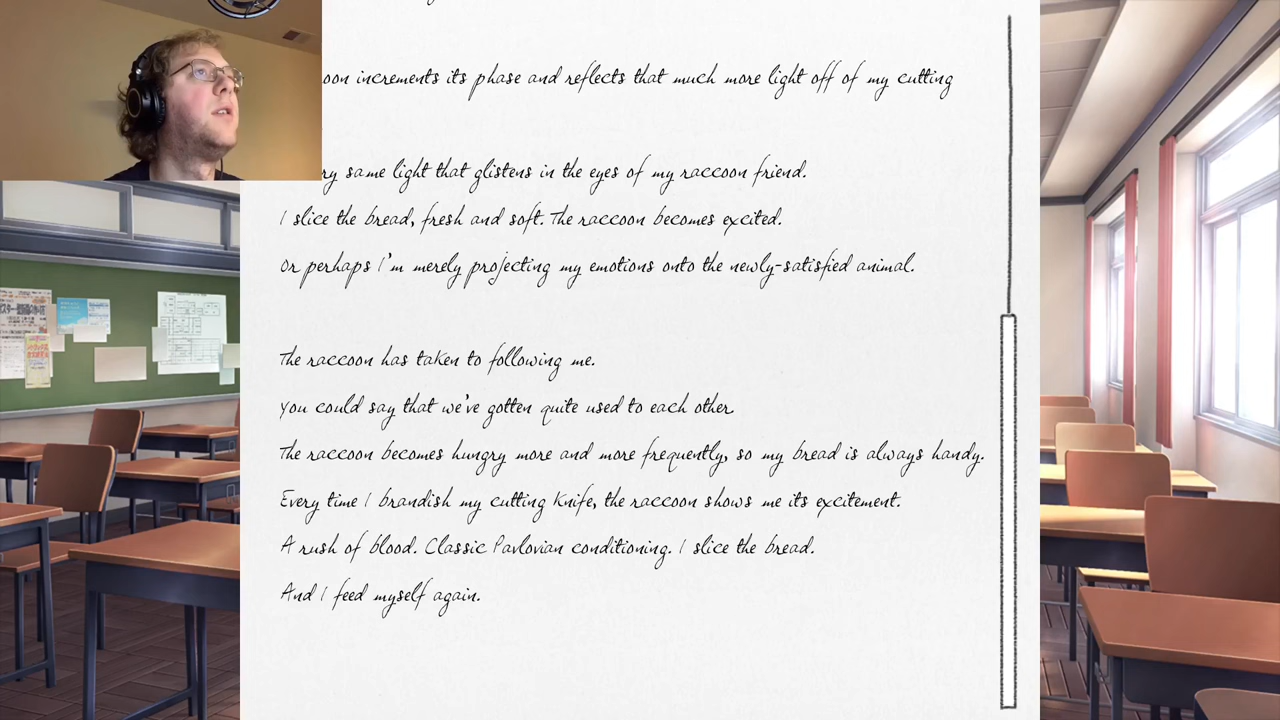 oon increments its phase and reflects that much more light off of my cutting
ry same light that glistens in the eyes of my raccoon friend.
I slice the bread, fresh and soft. The raccoon becomes excited.
Or perhaps I'm merely projecting my emotions onto the newly-satisfied animal.
The raccoon has taken to following me.
You could say that we've gotten quite used to each other
The raccoon becomes hungry more and more frequently, so my bread is always handy.
Every time I brandish my cutting knife, the raccoon shows me its excitement.
A rush of blood. Classic Pavlovian conditioning. I slice the bread.
And I feed myself again.